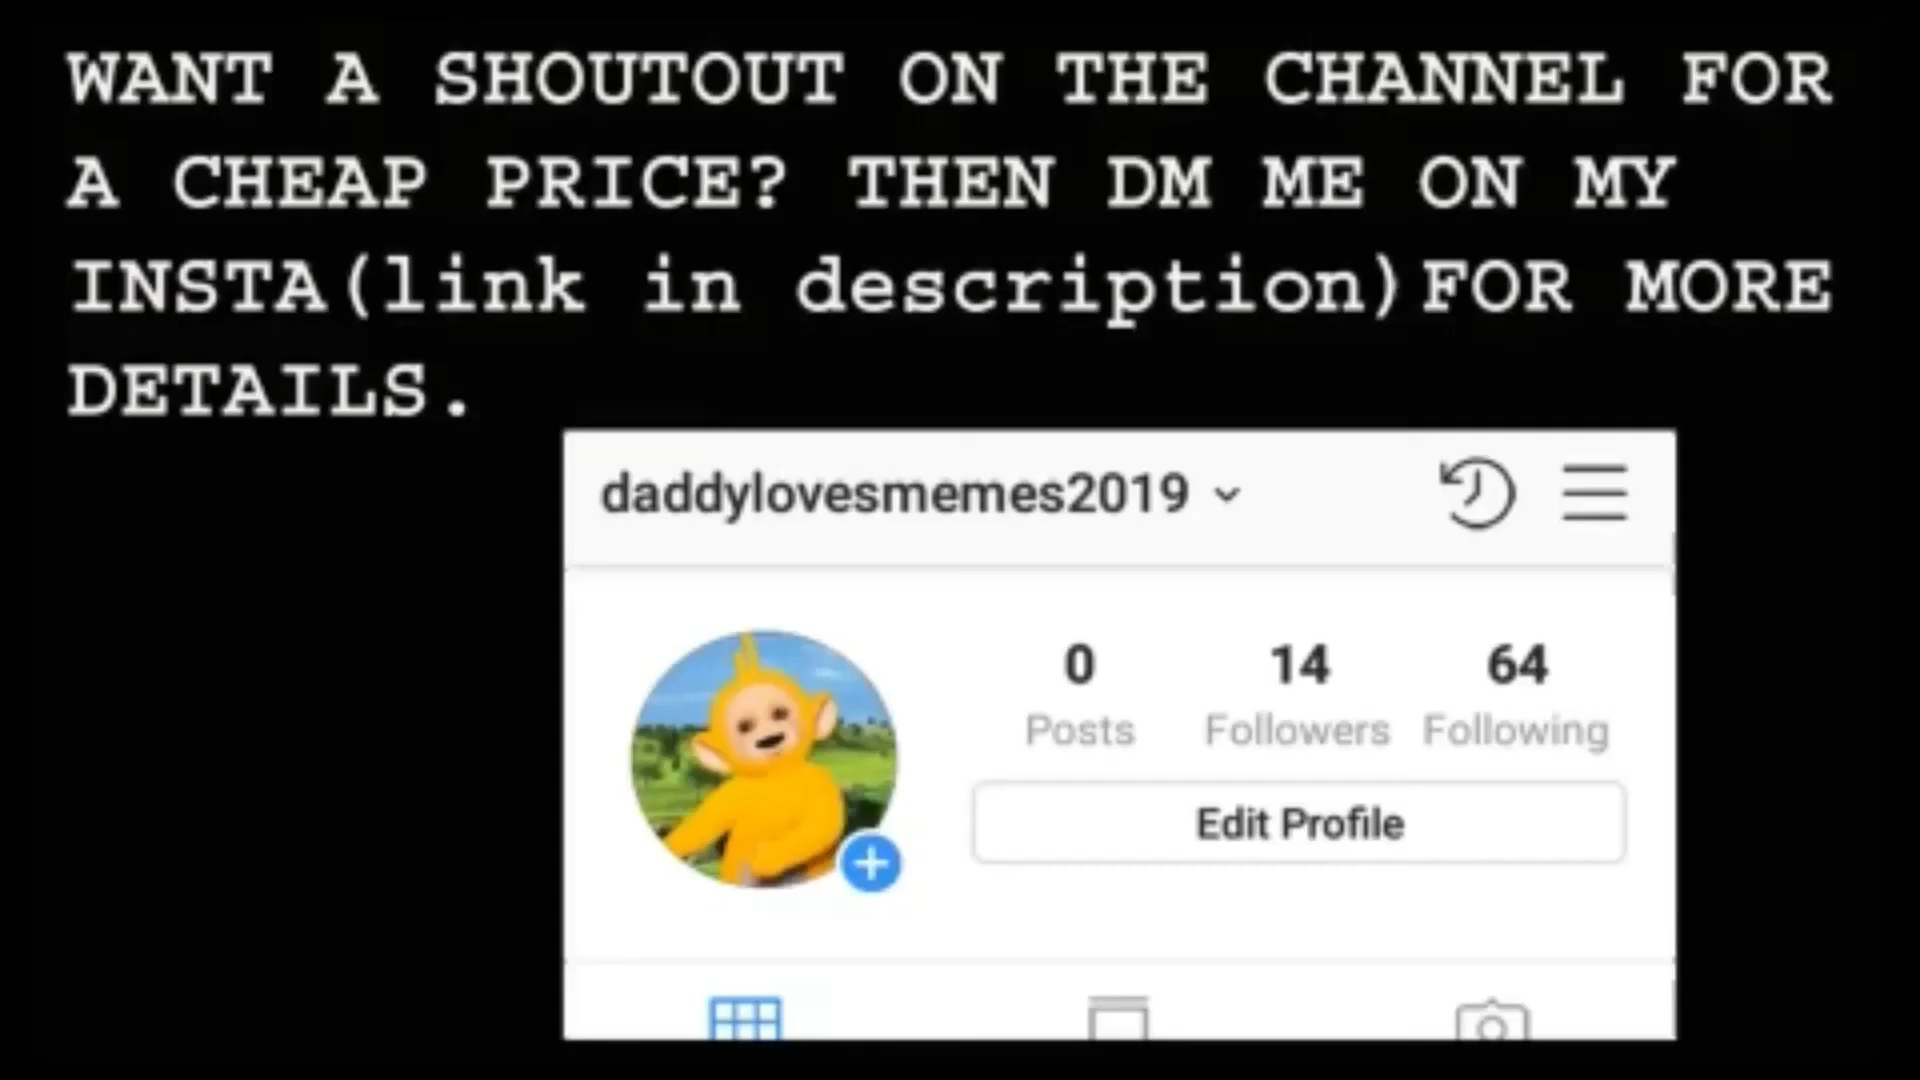 WANT A SHOUTOUT ON THE CHANNEL FOR
A CHEAP PRICE? THEN DM ME ON MY
INSTA(link in description)FOR MORE
DETAILS.
daddylovesmemes2019
0 14 64
Posts Followers Following
Edit Profile